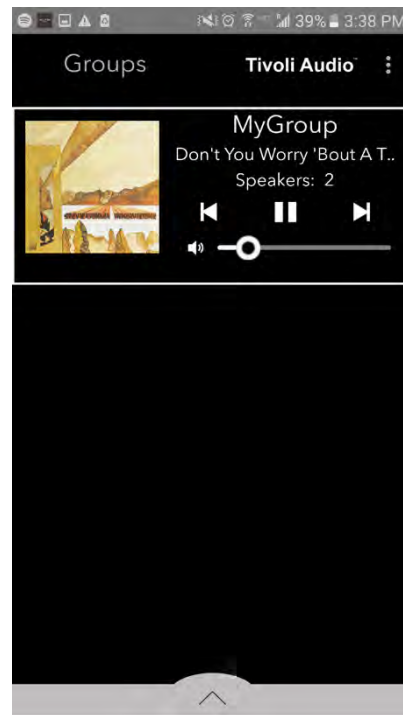 39% 3:38 PM
Groups
Tivoli Audio
MyGroup
Don't You Worry 'Bout A T..
Speakers: 2